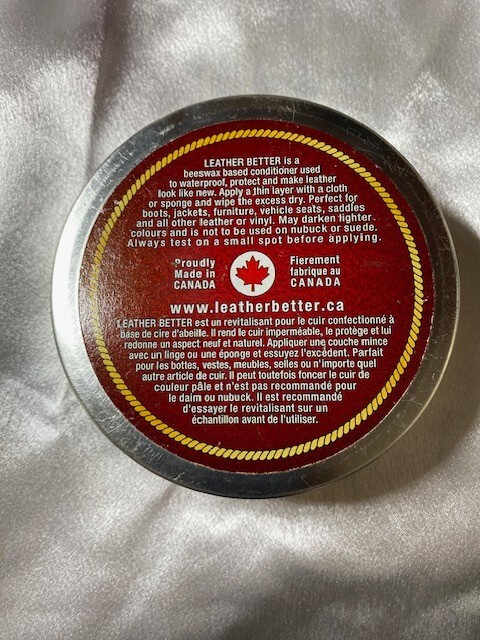 LEATHER BETTER is a
beeswax based conditioner used
to waterproof, protect and make leather
look like new. Apply a thin layer with a cloth
or sponge and wipe the excess dry. Perfect for
boots, jackets, furniture, vehicle seats, saddles
and all other leather or vinyl. May darken lighter
colours and is not to be used on nubuck or suede.
Always test on a small spot before applying.
Proudly
Made in
CANADA
Fierement
fabrique au
CANADA
www.leatherbetter.ca
LEATHER BETTER est un revitalisant pour le cuir confectionné à
base de cire d'abeille. Il rend le cuir imperméable, le protège et lui
redonne un aspect neuf et naturel. Appliquer une couche mince
avec un linge ou une éponge et essuyez l'excèdent. Parfait
pour les bottes, vestes, meubles, selles ou n'importe quel
autre article de cuir. Il peut toutefois foncer le cuir de
couleur pâle et n'est pas recommandé pour
le daim ou nubuck. Il est recommandé
d'essayer le revitalisant sur un
échantillon avant de l'utiliser.